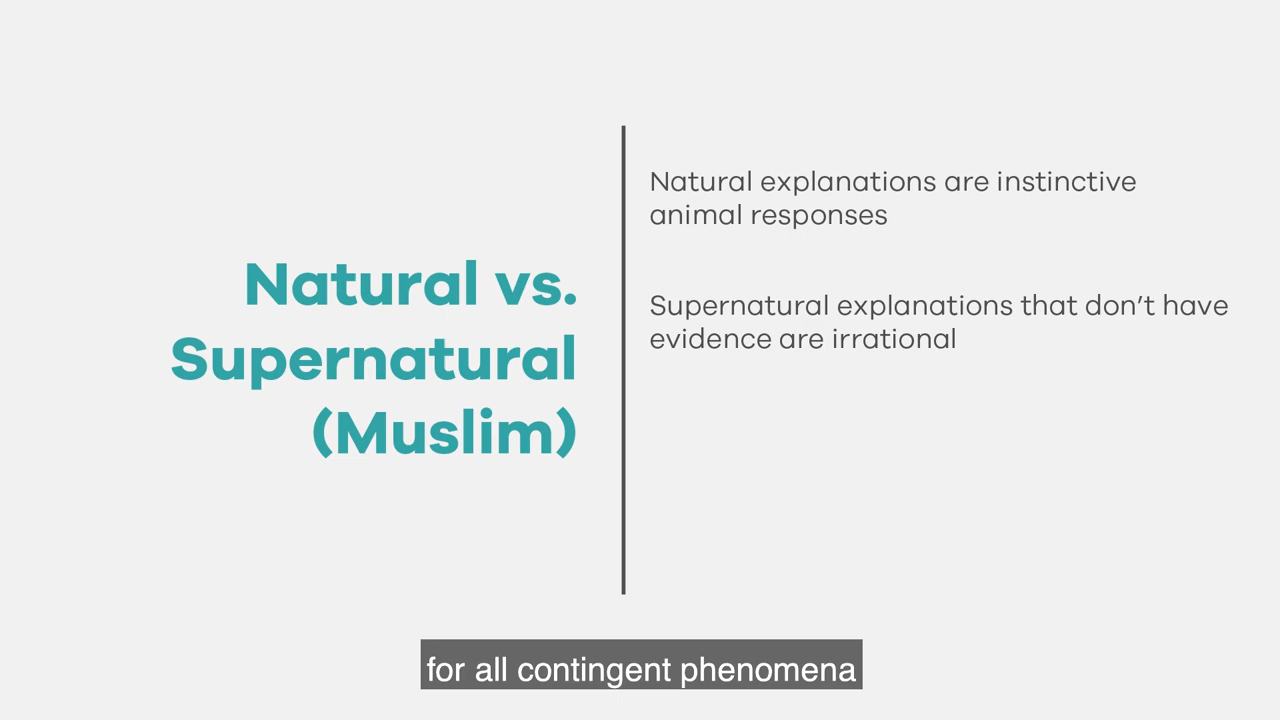 Natural vs.
Supernatural
(Muslim)
Natural explanations are instinctive
animal responses
Supernatural explanations that don’t have
evidence are irrational
for all contingent phenomena